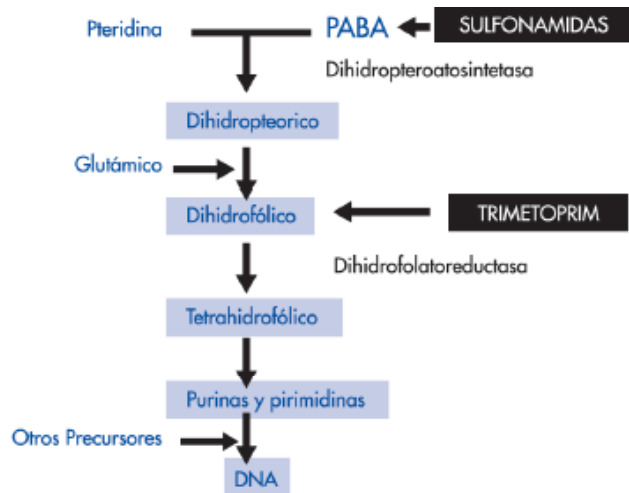 Pteridina
PABA
SULFONAMIDAS
Dihidropteroatosintetasa
Dihidropteorico
Glutámico
Dihidrofólico
TRIMETOPRIM
Dihidrofolatoreductasa
Tetrahidrofólico
Purinas y pirimidinas
Otros Precursores
DNA